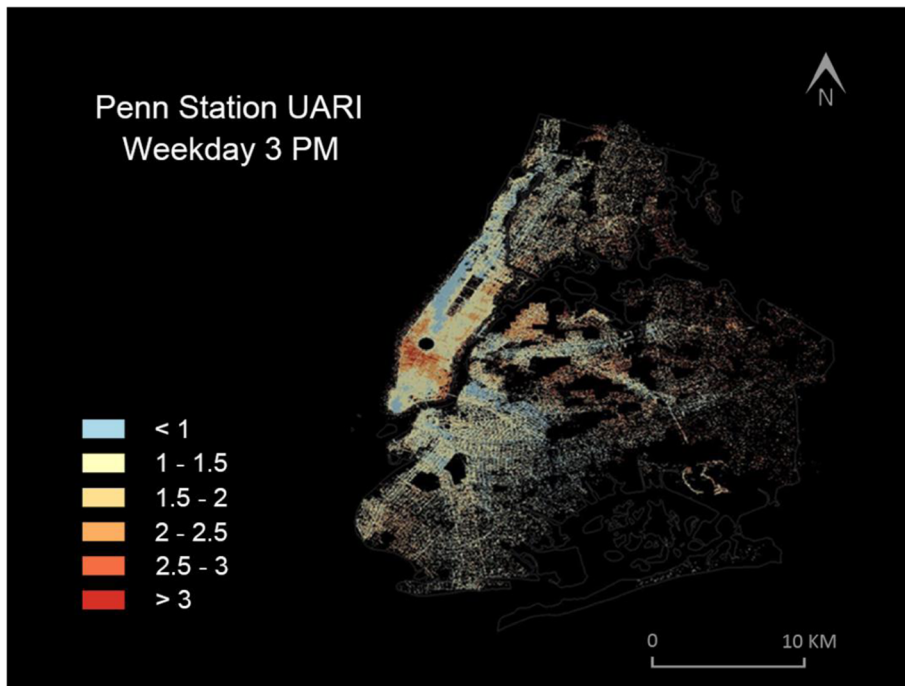 Penn Station UARI
Weekday 3 PM
N
< 1
1 - 1.5
1.5 - 2
2 - 2.5
2.5 - 3
> 3
0 10 KM